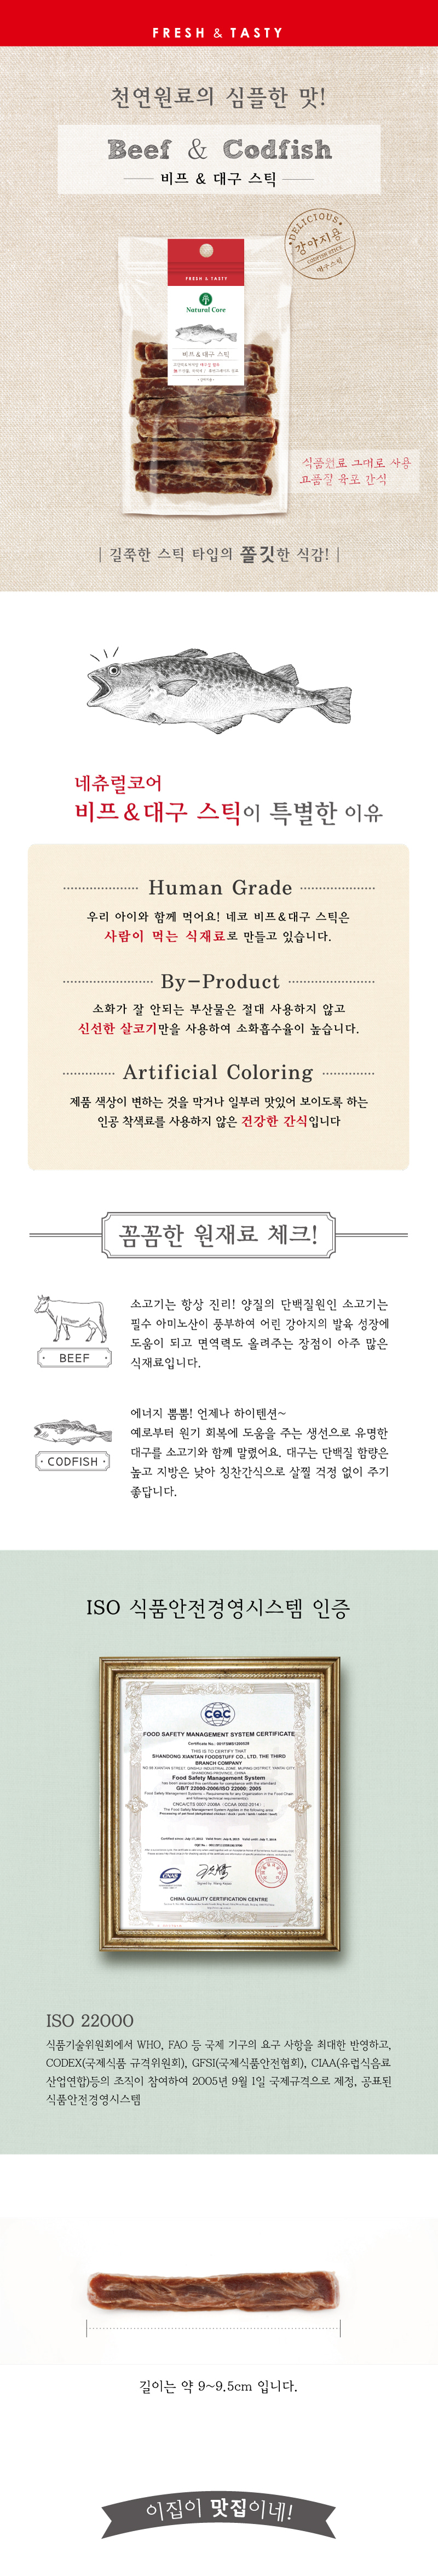 FRESH & TASTY
천연원료의 심플한 맛!
Beef & Codfish
비프 & 대구 스틱
DELICIOUS
강아지용
CODFISH STICK
대구스틱
FRESH & TASTY
Natural Core
비프&대구 스틱
식품원료 그대로 사용
고품질 육포 간식
길쭉한 스틱 타입의 쫄깃한 식감!
네츄럴코어
비프&대구 스틱이 특별한 이유
Human Grade
우리 아이와 함께 먹어요! 네코 비프&대구 스틱은
사람이 먹는 식재료로 만들고 있습니다.
By-Product
소화가 잘 안되는 부산물은 절대 사용하지 않고
신선한 살코기만을 사용하여 소화흡수율이 높습니다.
Artificial Coloring
제품 색상이 변하는 것을 막거나 일부러 맛있어 보이도록 하는
인공 착색료를 사용하지 않은 건강한 간식입니다
꼼꼼한 원재료 체크!
BEEF
소고기는 항상 진리! 양질의 단백질원인 소고기는
필수 아미노산이 풍부하여 어린 강아지의 발육 성장에
도움이 되고 면역력도 올려주는 장점이 아주 많은
식재료입니다.
CODFISH
에너지 뿜뿜! 언제나 하이텐션~
예로부터 원기 회복에 도움을 주는 생선으로 유명한
대구를 소고기와 함께 말렸어요. 대구는 단백질 함량은
높고 지방은 낮아 칭찬간식으로 살찔 걱정 없이 주기
좋답니다.
ISO 식품안전경영시스템 인증
CQC
FOOD SAFETY MANAGEMENT SYSTEM CERTIFICATE
THIS IS TO CERTIFY THAT
SHANDONG XIANTAN FOODSTUFF CO., LTD. THE THIRD
BRANCH COMPANY
Food Safety Management System
GB/T 22000-2006/ISO 22000: 2005
CHINA QUALITY CERTIFICATION CENTRE
ISO 22000
식품기술위원회에서 WHO, FAO 등 국제 기구의 요구 사항을 최대한 반영하고,
CODEX(국제식품 규격위원회), GFSI(국제식품안전협회), CIAA(유럽식음료
산업연합)등의 조직이 참여하여 2005년 9월 1일 국제규격으로 제정, 공표된
식품안전경영시스템
길이는 약 9~9.5cm 입니다.
이집이 맛집이네!